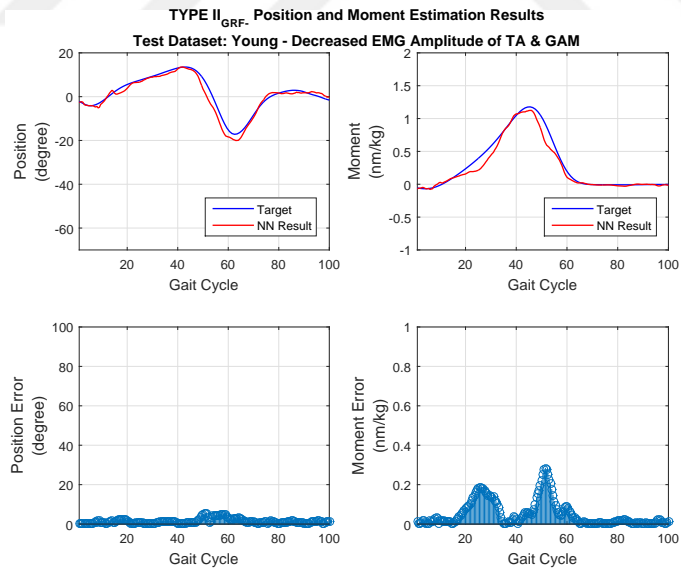 TYPE II GRF- Position and Moment Estimation Results
Test Dataset: Young - Decreased EMG Amplitude of TA & GAM
20
0
-20
-40
-60
Position
(degree)
Target
NN Result
20 40 60 80 100
Gait Cycle
2
1.5
1
0.5
0
-0.5
-1
Moment
(nm/kg)
Target
NN Result
20 40 60 80 100
Gait Cycle
100
80
60
40
20
0
Position Error
(degree)
20 40 60 80 100
Gait Cycle
1
0.8
0.6
0.4
0.2
0
Moment Error
(nm/kg)
20 40 60 80 100
Gait Cycle